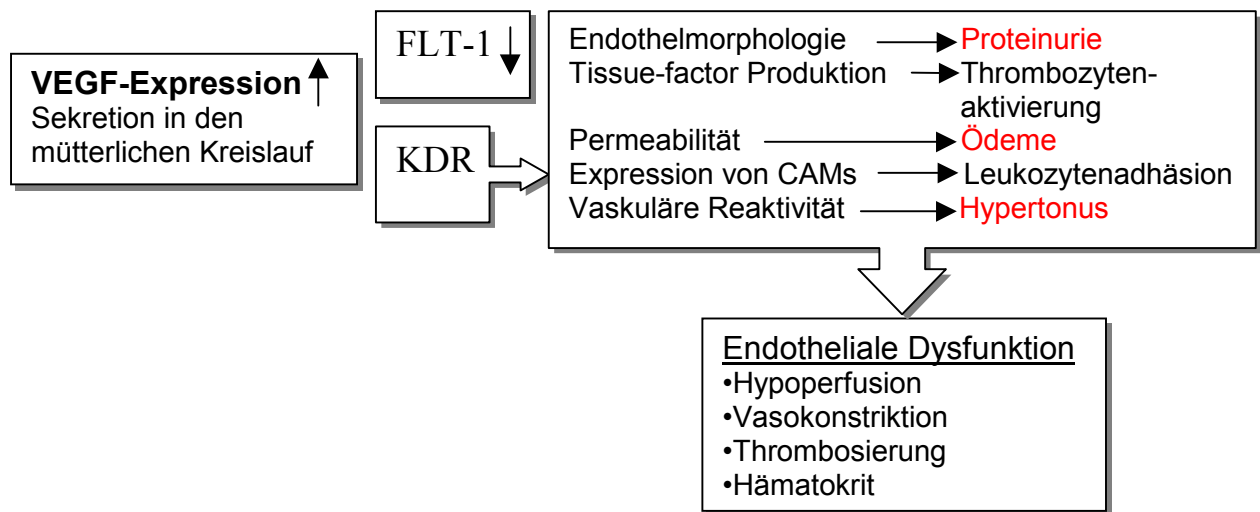 VEGF-Expression
Sekretion in den
mütterlichen Kreislauf
FLT-1
KDR
Endothelmorphologie Proteinurie
Tissue-factor Produktion Thrombozyten-
aktivierung
Permeabilität Ödeme
Expression von CAMs Leukozytenadhäsion
Vaskuläre Reaktivität Hypertonus
Endotheliale Dysfunktion
•Hypoperfusion
•Vasokonstriktion
•Thrombosierung
•Hämatokrit